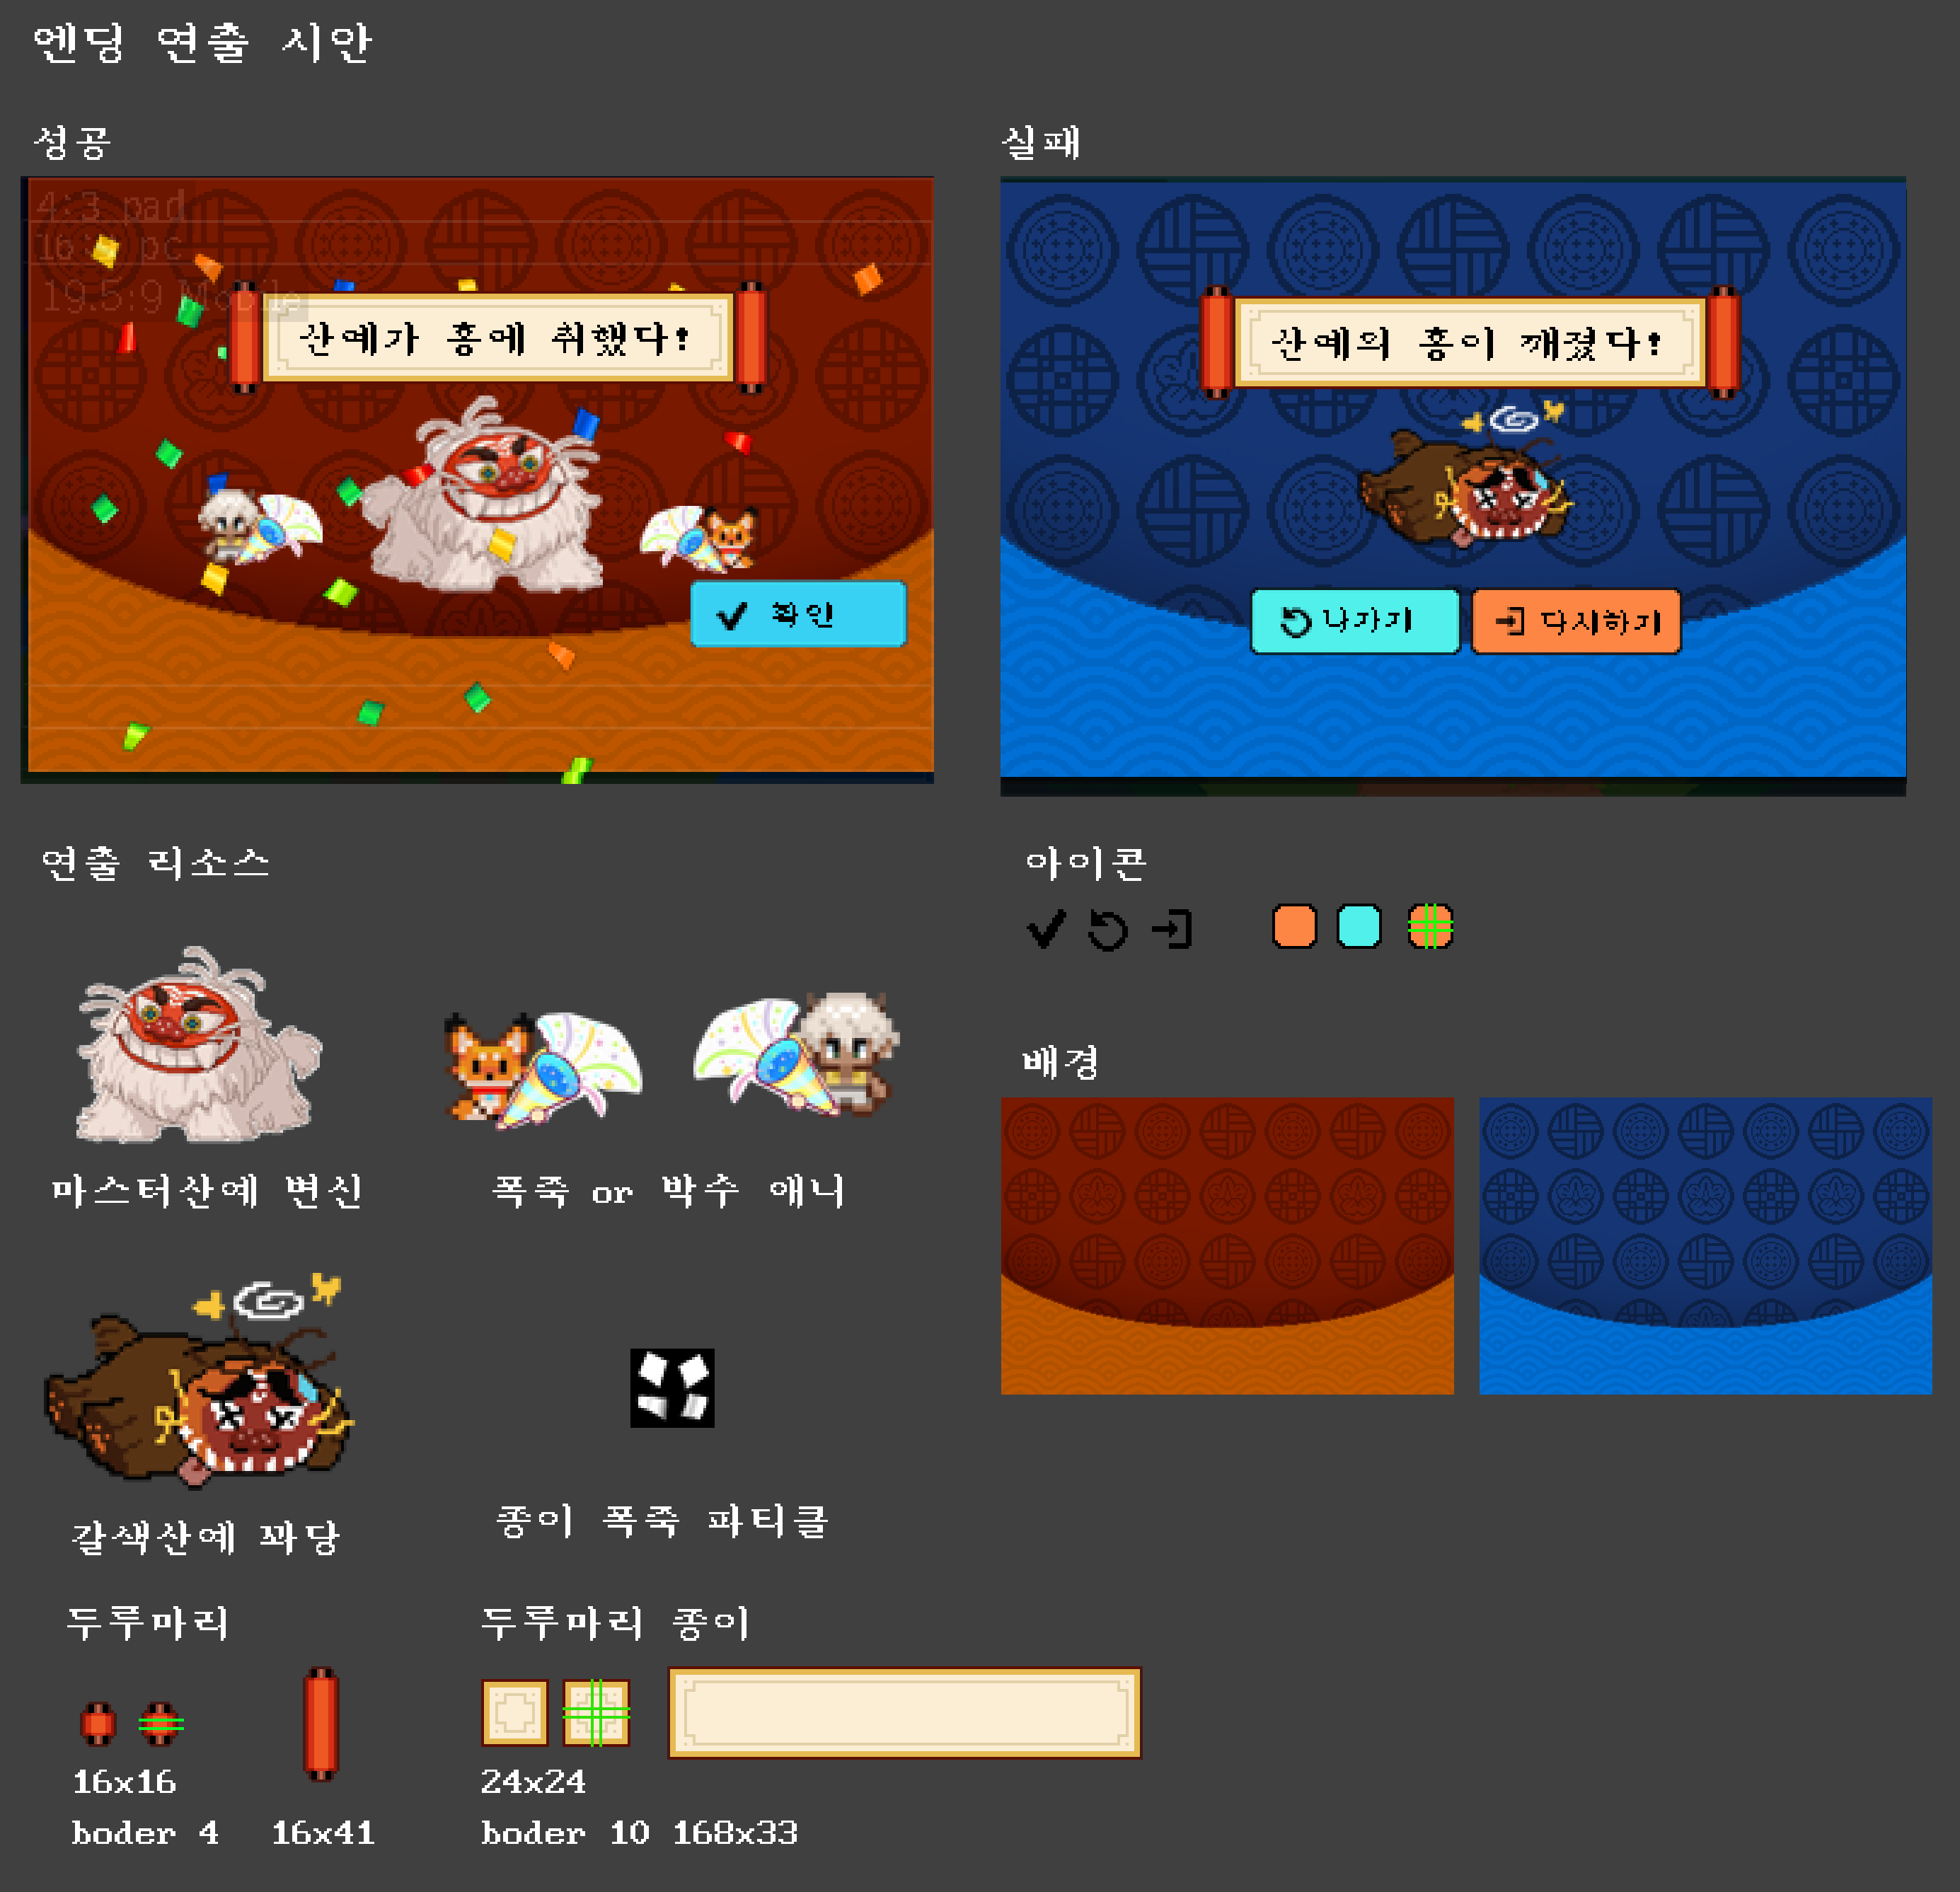 엔딩 연출 시안
성공
4:3 pad
pc
19.5:9 Mobile
산예가 흥에 취했다!
확인
실패
산예의 흥이 깨졌다!
나가기
다시하기
연출 리소스
마스터산예 변신
폭죽 or 박수 애니
갈색산예 꽈당
종이 폭죽 파티클
두루마리
16x16
boder 4
16x41
두루마리 종이
24x24
boder 10
168x33
아이콘
배경